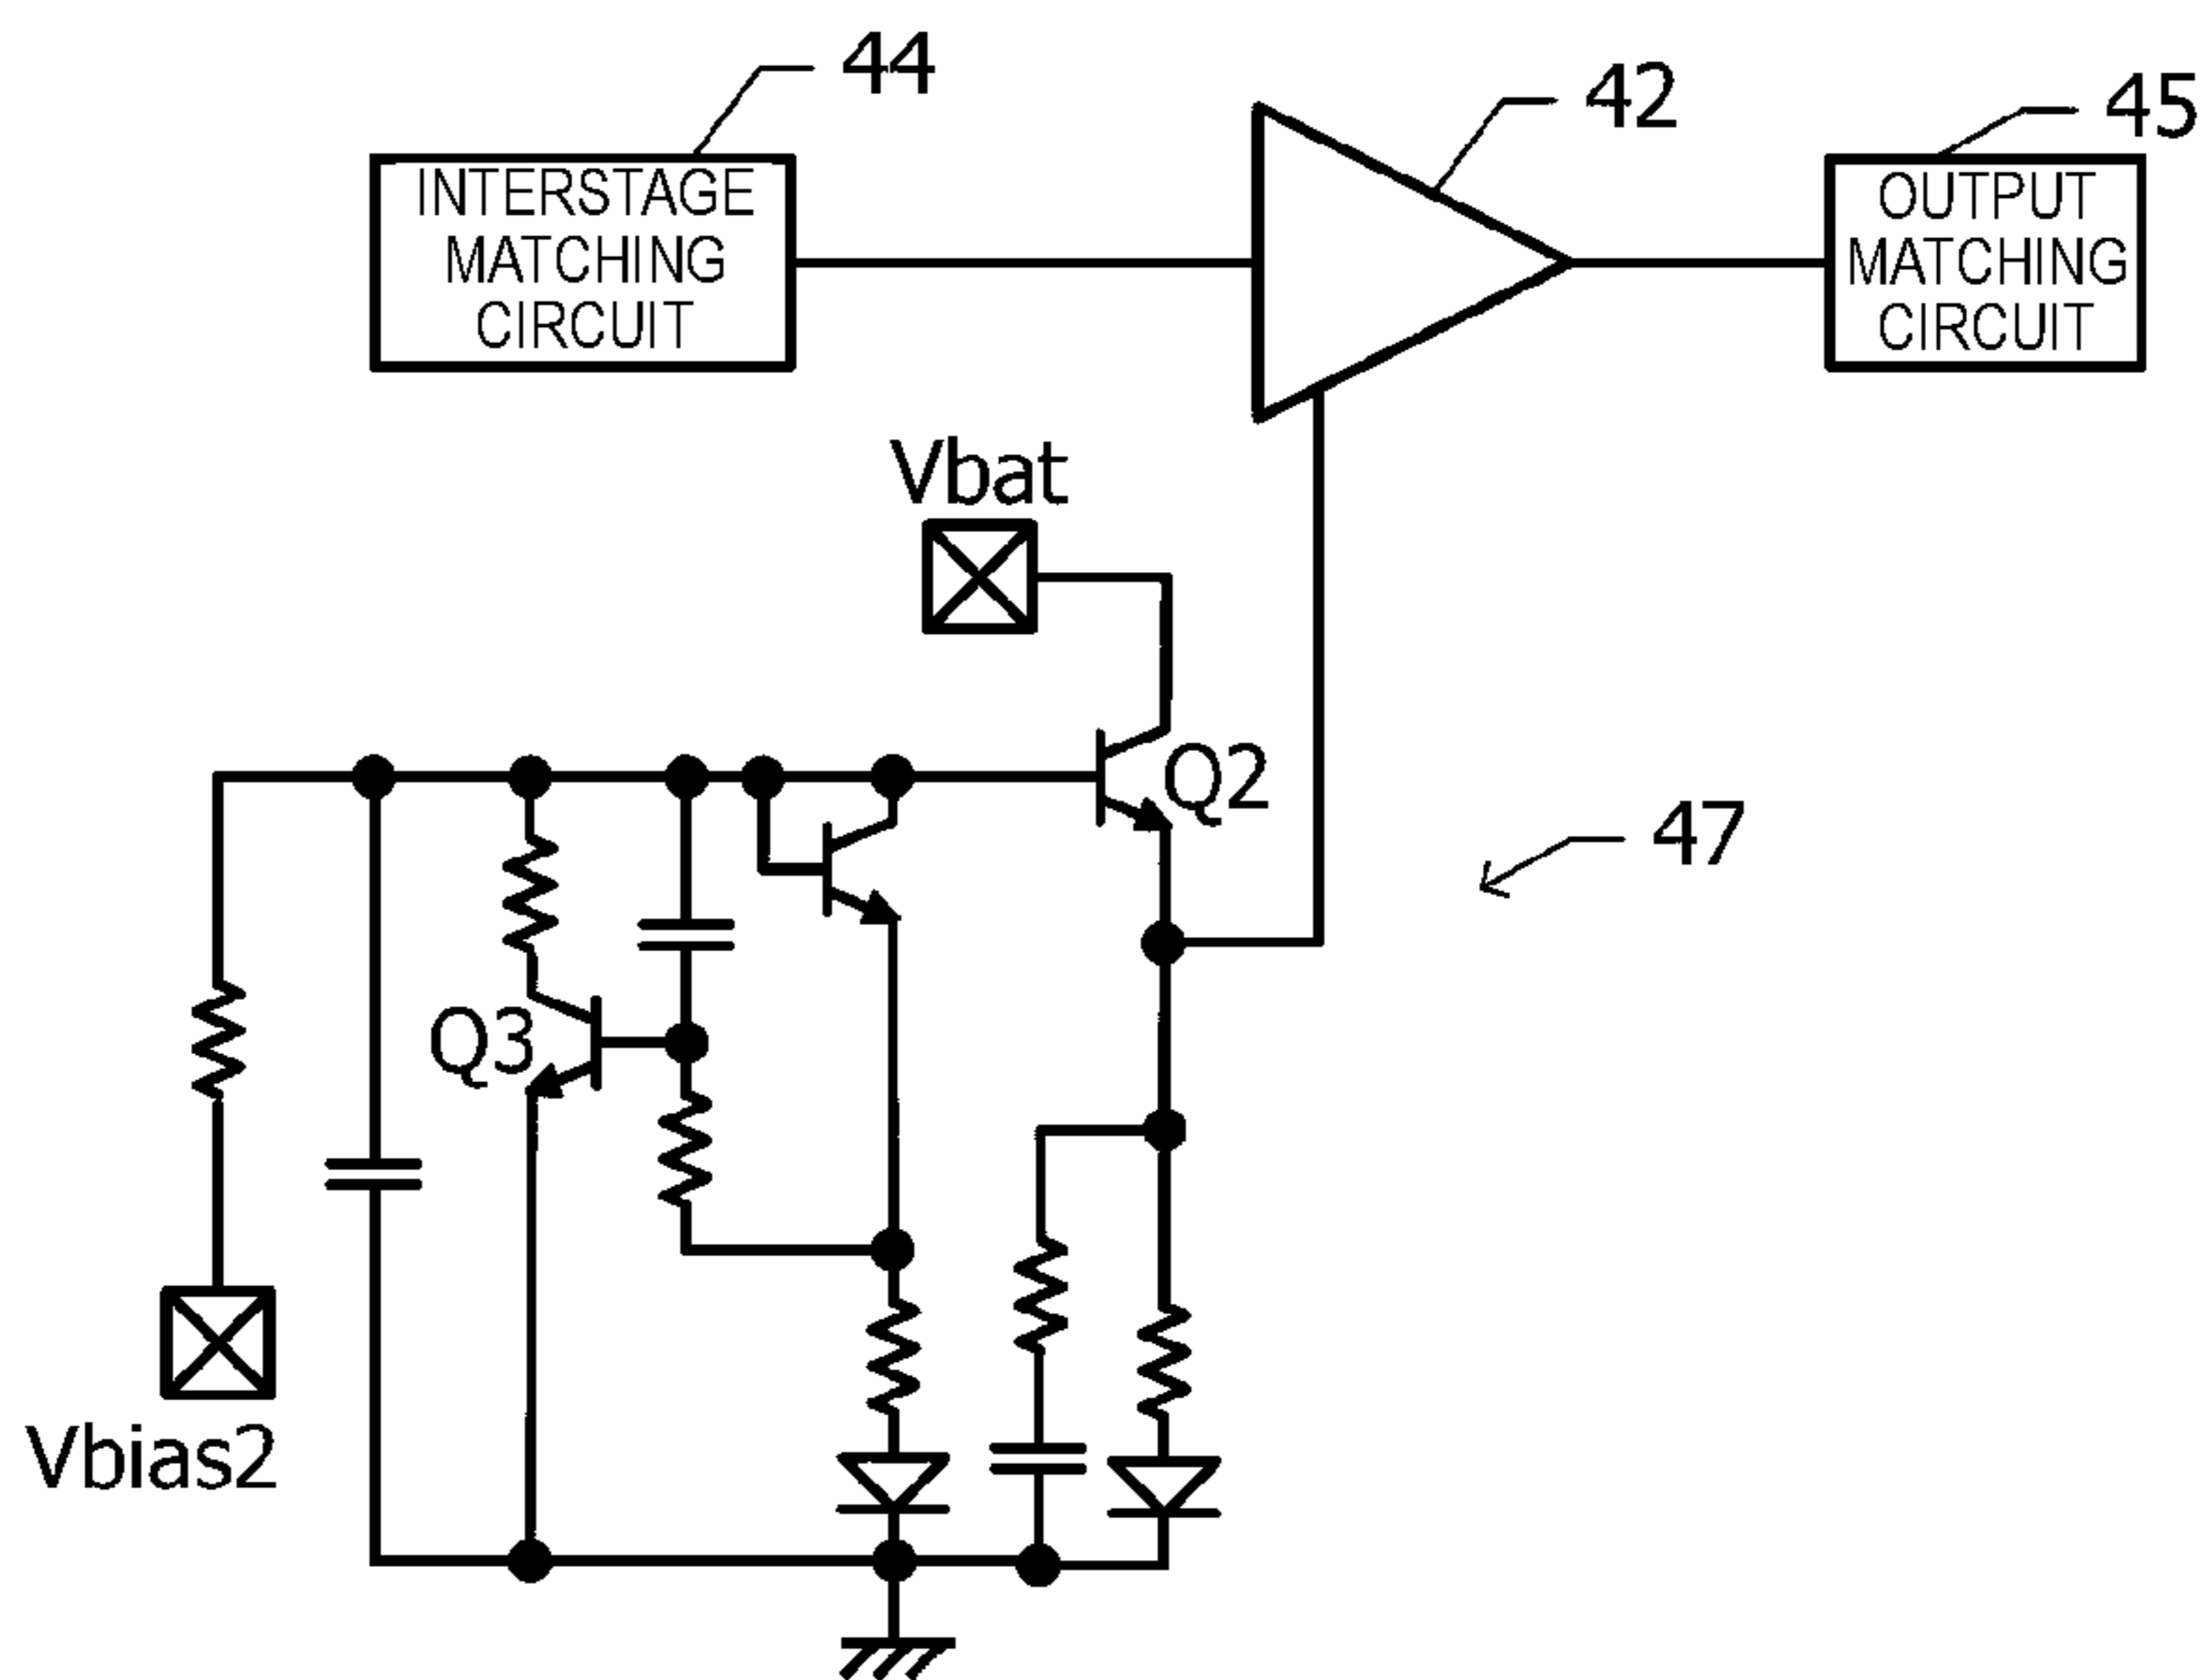 44
42
45
INTERSTAGE
MATCHING
CIRCUIT
OUTPUT
MATCHING
CIRCUIT
Vbat
Q2
47
Q3
Vbias2